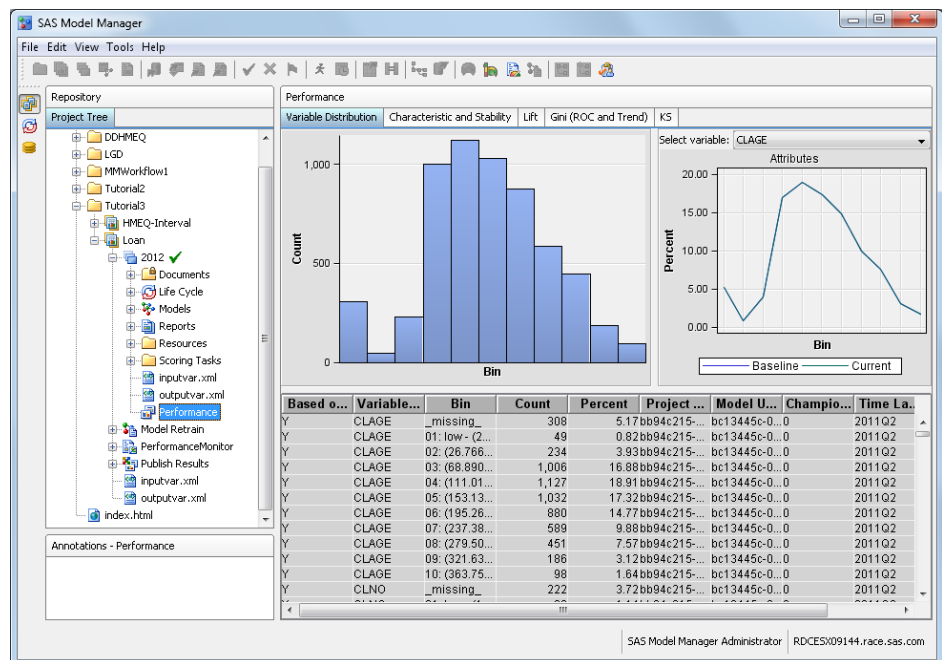 SAS Model Manager
File Edit View Tools Help
Repository
Project Tree
DDHMEQ
LGD
MMWorkflow1
Tutorial2
Tutorial3
HMEQ-Interval
Loan
2012
Documents
Life Cycle
Models
Reports
Resources
Scoring Tasks
inputvar.xml
outputvar.xml
Performance
Model Retrain
PerformanceMonitor
Publish Results
inputvar.xml
outputvar.xml
index.html
Annotations - Performance
Performance
Variable Distribution Characteristic and Stability Lift Gini (ROC and Trend) KS
1,000
500
0
Count
Bin
Select variable: CLAGE
Attributes
20.00
15.00
10.00
5.00
0.00
Percent
Bin
Baseline Current
Based o... Variable... Bin Count Percent Project ... Model U... Champio... Time La..
Y CLAGE _missing_ 308 5.17 bb94c215-... bc13445c-0... 0 2011Q2
Y CLAGE 01: low - (2... 49 0.82 bb94c215-... bc13445c-0... 0 2011Q2
Y CLAGE 02: (26.766... 234 3.93 bb94c215-... bc13445c-0... 0 2011Q2
Y CLAGE 03: (68.890... 1,006 16.88 bb94c215-... bc13445c-0... 0 2011Q2
Y CLAGE 04: (111.01... 1,127 18.91 bb94c215-... bc13445c-0... 0 2011Q2
Y CLAGE 05: (153.13... 1,032 17.32 bb94c215-... bc13445c-0... 0 2011Q2
Y CLAGE 06: (195.26... 880 14.77 bb94c215-... bc13445c-0... 0 2011Q2
Y CLAGE 07: (237.38... 589 9.88 bb94c215-... bc13445c-0... 0 2011Q2
Y CLAGE 08: (279.50... 451 7.57 bb94c215-... bc13445c-0... 0 2011Q2
Y CLAGE 09: (321.63... 186 3.12 bb94c215-... bc13445c-0... 0 2011Q2
Y CLAGE 10: (363.75... 98 1.64 bb94c215-... bc13445c-0... 0 2011Q2
Y CLNO _missing_ 222 3.72 bb94c215-... bc13445c-0... 0 2011Q2
SAS Model Manager Administrator RDCESX09144.race.sas.com